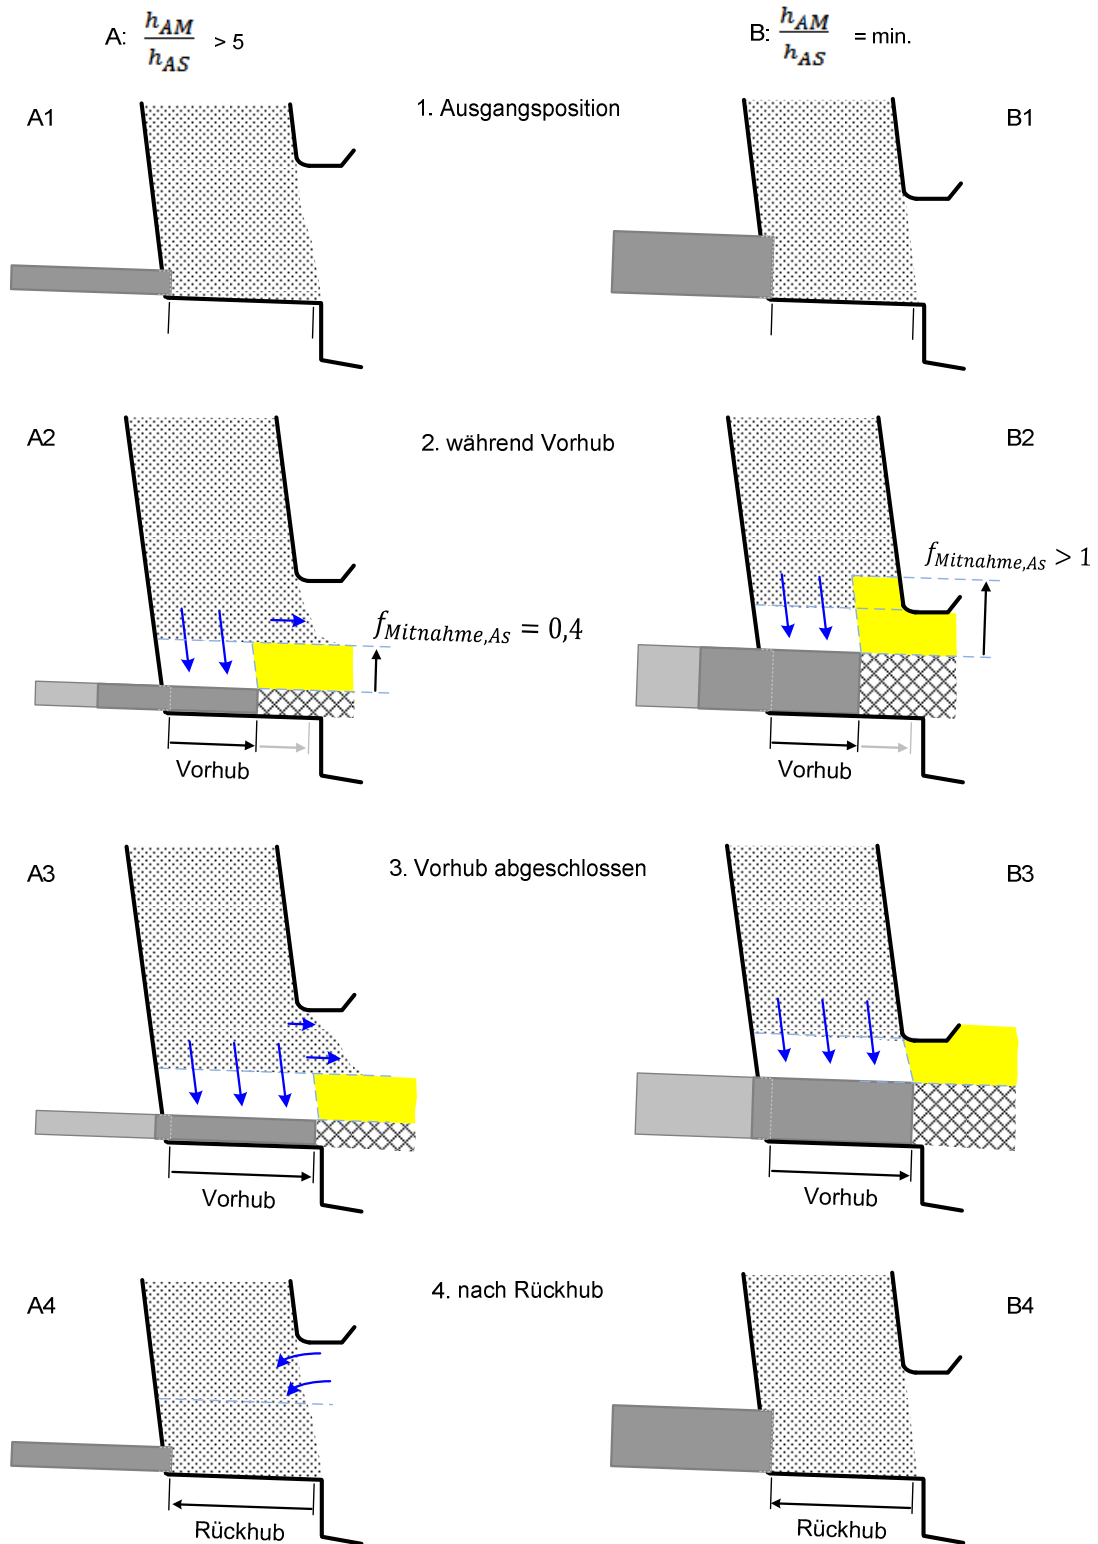 A: h_AM / h_AS > 5
B: h_AM / h_AS = min.
A1
1. Ausgangsposition
B1
A2
2. während Vorhub
B2
f_Mitnahme,As = 0,4
f_Mitnahme,As > 1
Vorhub
Vorhub
A3
3. Vorhub abgeschlossen
B3
Vorhub
Vorhub
A4
4. nach Rückhub
B4
Rückhub
Rückhub